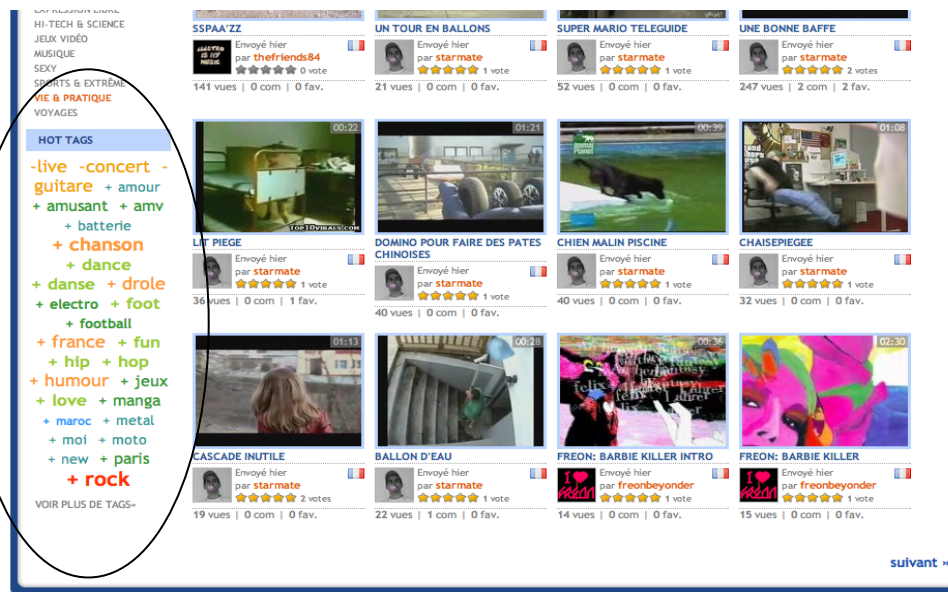 EXPRESSION LIBRE
HI-TECH & SCIENCE
JEUX VIDÉO
MUSIQUE
SEXY
SPORTS & EXTRÊME
VIE & PRATIQUE
VOYAGES
HOT TAGS
-live -concert -
guitare + amour
+ amusant + amv
+ batterie
+ chanson
+ dance
+ danse + drole
+ electro + foot
+ football
+ france + fun
+ hip + hop
+ humour + jeux
+ love + manga
+ maroc + metal
+ moi + moto
+ new + paris
+ rock
VOIR PLUS DE TAGS»
SSPAA'ZZ
ELECTRO
IS MY
MUSIC
Envoyé hier
par thefriends84
0 vote
141 vues | 0 com | 0 fav.
UN TOUR EN BALLONS
Envoyé hier
par starmate
1 vote
21 vues | 0 com | 0 fav.
SUPER MARIO TELEGUIDE
Envoyé hier
par starmate
1 vote
52 vues | 0 com | 0 fav.
UNE BONNE BAFFE
Envoyé hier
par starmate
2 votes
247 vues | 2 com | 2 fav.
00:22
TOP10VIRALS.COM
LIT PIEGE
Envoyé hier
par starmate
1 vote
36 vues | 0 com | 1 fav.
01:21
DOMINO POUR FAIRE DES PATES
CHINOISES
Envoyé hier
par starmate
1 vote
40 vues | 0 com | 0 fav.
00:39
CHIEN MALIN PISCINE
Envoyé hier
par starmate
1 vote
40 vues | 0 com | 0 fav.
01:08
CHAISEPIEGEE
Envoyé hier
par starmate
1 vote
32 vues | 0 com | 0 fav.
01:13
CASCADE INUTILE
Envoyé hier
par starmate
2 votes
19 vues | 0 com | 0 fav.
00:28
BALLON D'EAU
Envoyé hier
par starmate
1 vote
22 vues | 1 com | 0 fav.
00:36
FREON: BARBIE KILLER INTRO
I
Envoyé hier
par freonbeyonder
1 vote
14 vues | 0 com | 0 fav.
02:30
FREON: BARBIE KILLER
I
Envoyé hier
par freonbeyonder
1 vote
15 vues | 0 com | 0 fav.
suivant »